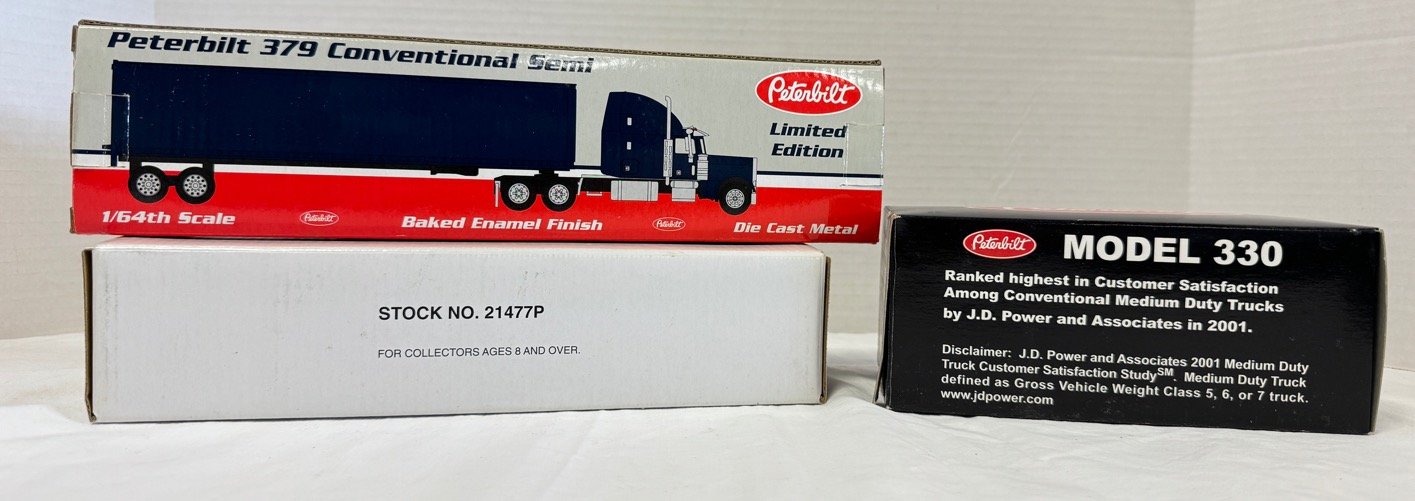 Peterbilt 379 Conventional Semi
Peterbilt
Limited
Edition
1/64th Scale
Peterbilt
Baked Enamel Finish
Peterbilt
Die Cast Metal
STOCK NO. 21477P
FOR COLLECTORS AGES 8 AND OVER.
Peterbilt MODEL 330
Ranked highest in Customer Satisfaction
Among Conventional Medium Duty Trucks
by J.D. Power and Associates in 2001.
Disclaimer: J.D. Power and Associates 2001 Medium Duty
Truck Customer Satisfaction Study℠. Medium Duty Truck
defined as Gross Vehicle Weight Class 5, 6, or 7 truck.
www.jdpower.com